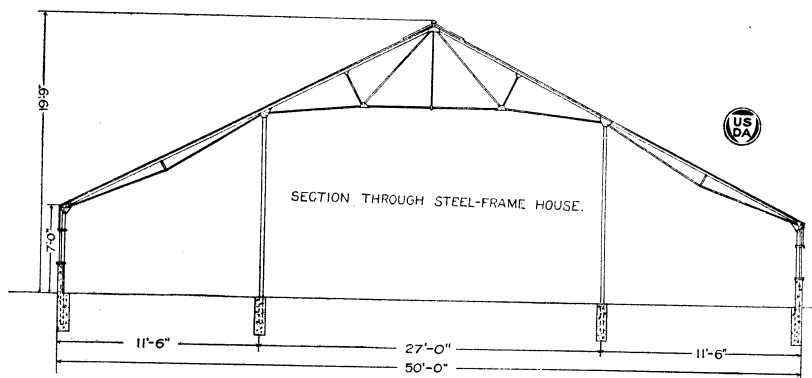 19'9"
US
DA
SECTION THROUGH STEEL-FRAME HOUSE.
7'-0"
11'-6"
27'-0"
11'-6"
50'-0"